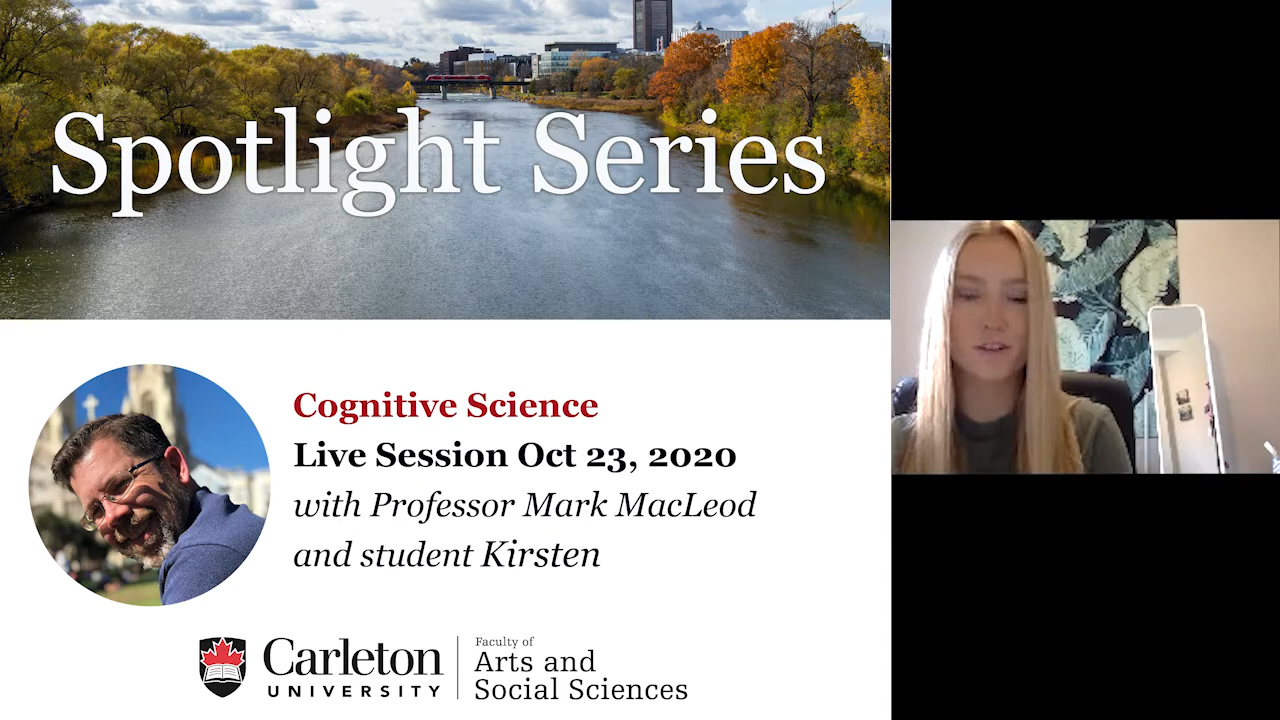 Spotlight Series
Cognitive Science
Live Session Oct 23, 2020
with Professor Mark MacLeod
and student Kirsten
Carleton
UNIVERSITY
Faculty of
Arts and
Social Sciences